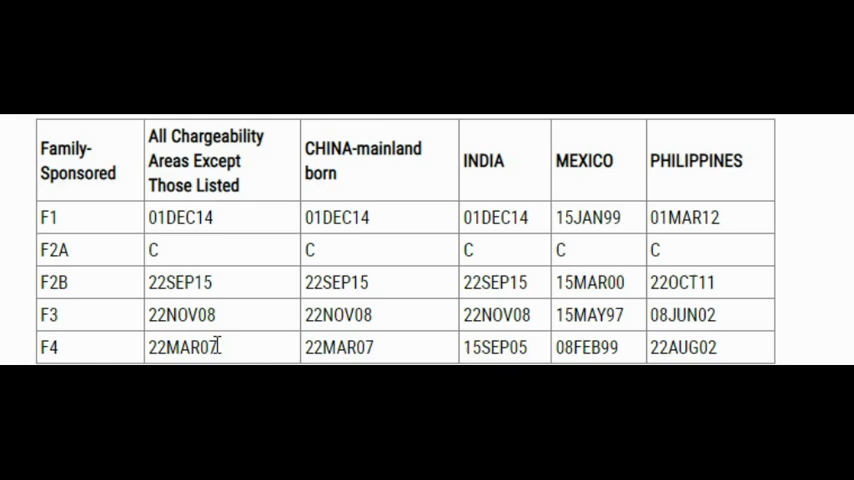 Family-Sponsored All Chargeability Areas Except Those Listed CHINA-mainland born INDIA MEXICO PHILIPPINES
F1 01DEC14 01DEC14 01DEC14 15JAN99 01MAR12
F2A C C C C C
F2B 22SEP15 22SEP15 22SEP15 15MAR00 22OCT11
F3 22NOV08 22NOV08 22NOV08 15MAY97 08JUN02
F4 22MAR07 22MAR07 15SEP05 08FEB99 22AUG02